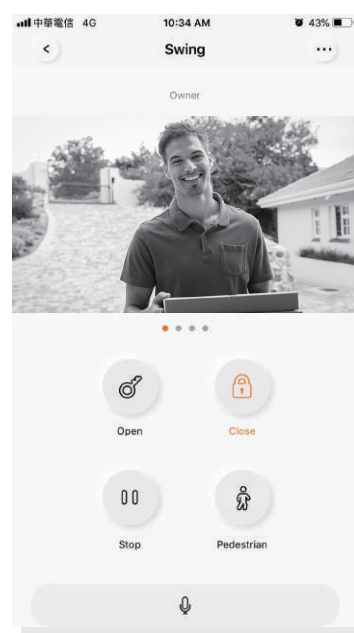 中華電信 4G 10:34 AM 43%
Swing
Owner
Open Close
Stop Pedestrian